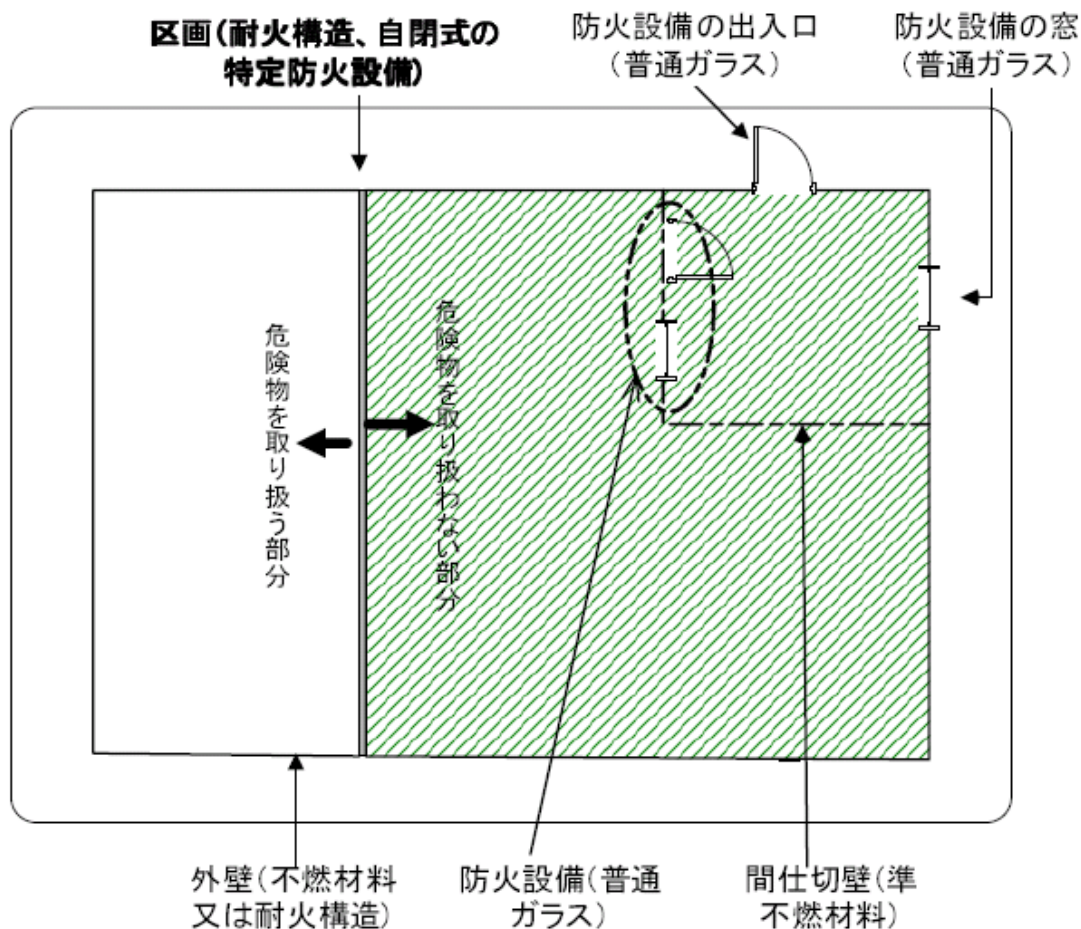 区画(耐火構造、自閉式の
特定防火設備)
防火設備の出入口
(普通ガラス)
防火設備の窓
(普通ガラス)
危険物を取り扱う部分
危険物を取り扱わない部分
外壁(不燃材料
又は耐火構造)
防火設備(普通
ガラス)
間仕切壁(準
不燃材料)